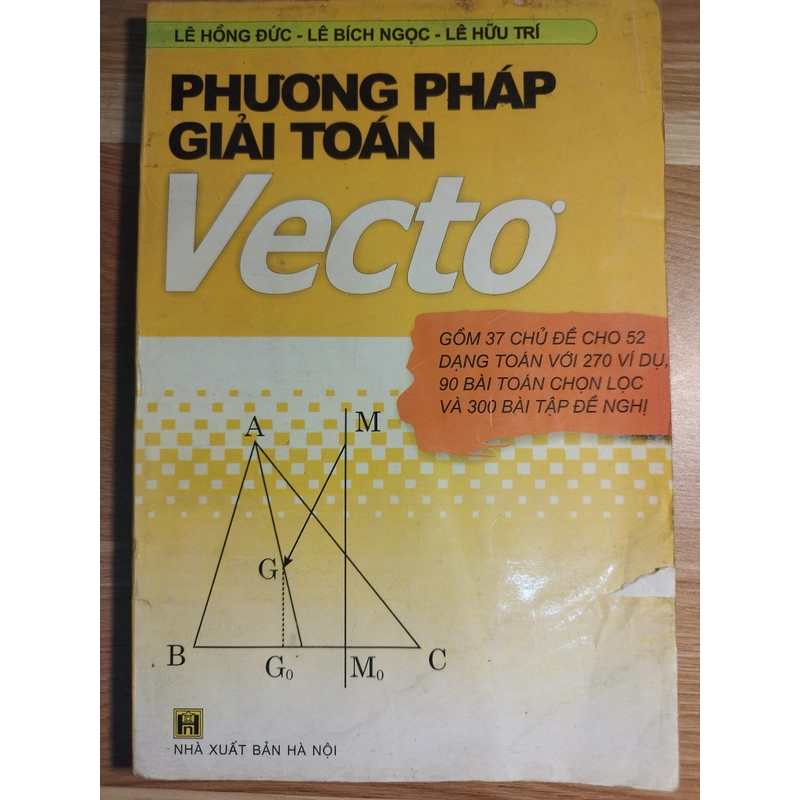 LÊ HỒNG ĐỨC - LÊ BÍCH NGỌC - LÊ HỮU TRÍ
PHƯƠNG PHÁP
GIẢI TOÁN
Vectơ
GỒM 37 CHỦ ĐỀ CHO 52
DẠNG TOÁN VỚI 270 VÍ DỤ,
90 BÀI TOÁN CHỌN LỌC
VÀ 300 BÀI TẬP ĐỀ NGHỊ
A M
G
B G₀ M₀ C
NHÀ XUẤT BẢN HÀ NỘI